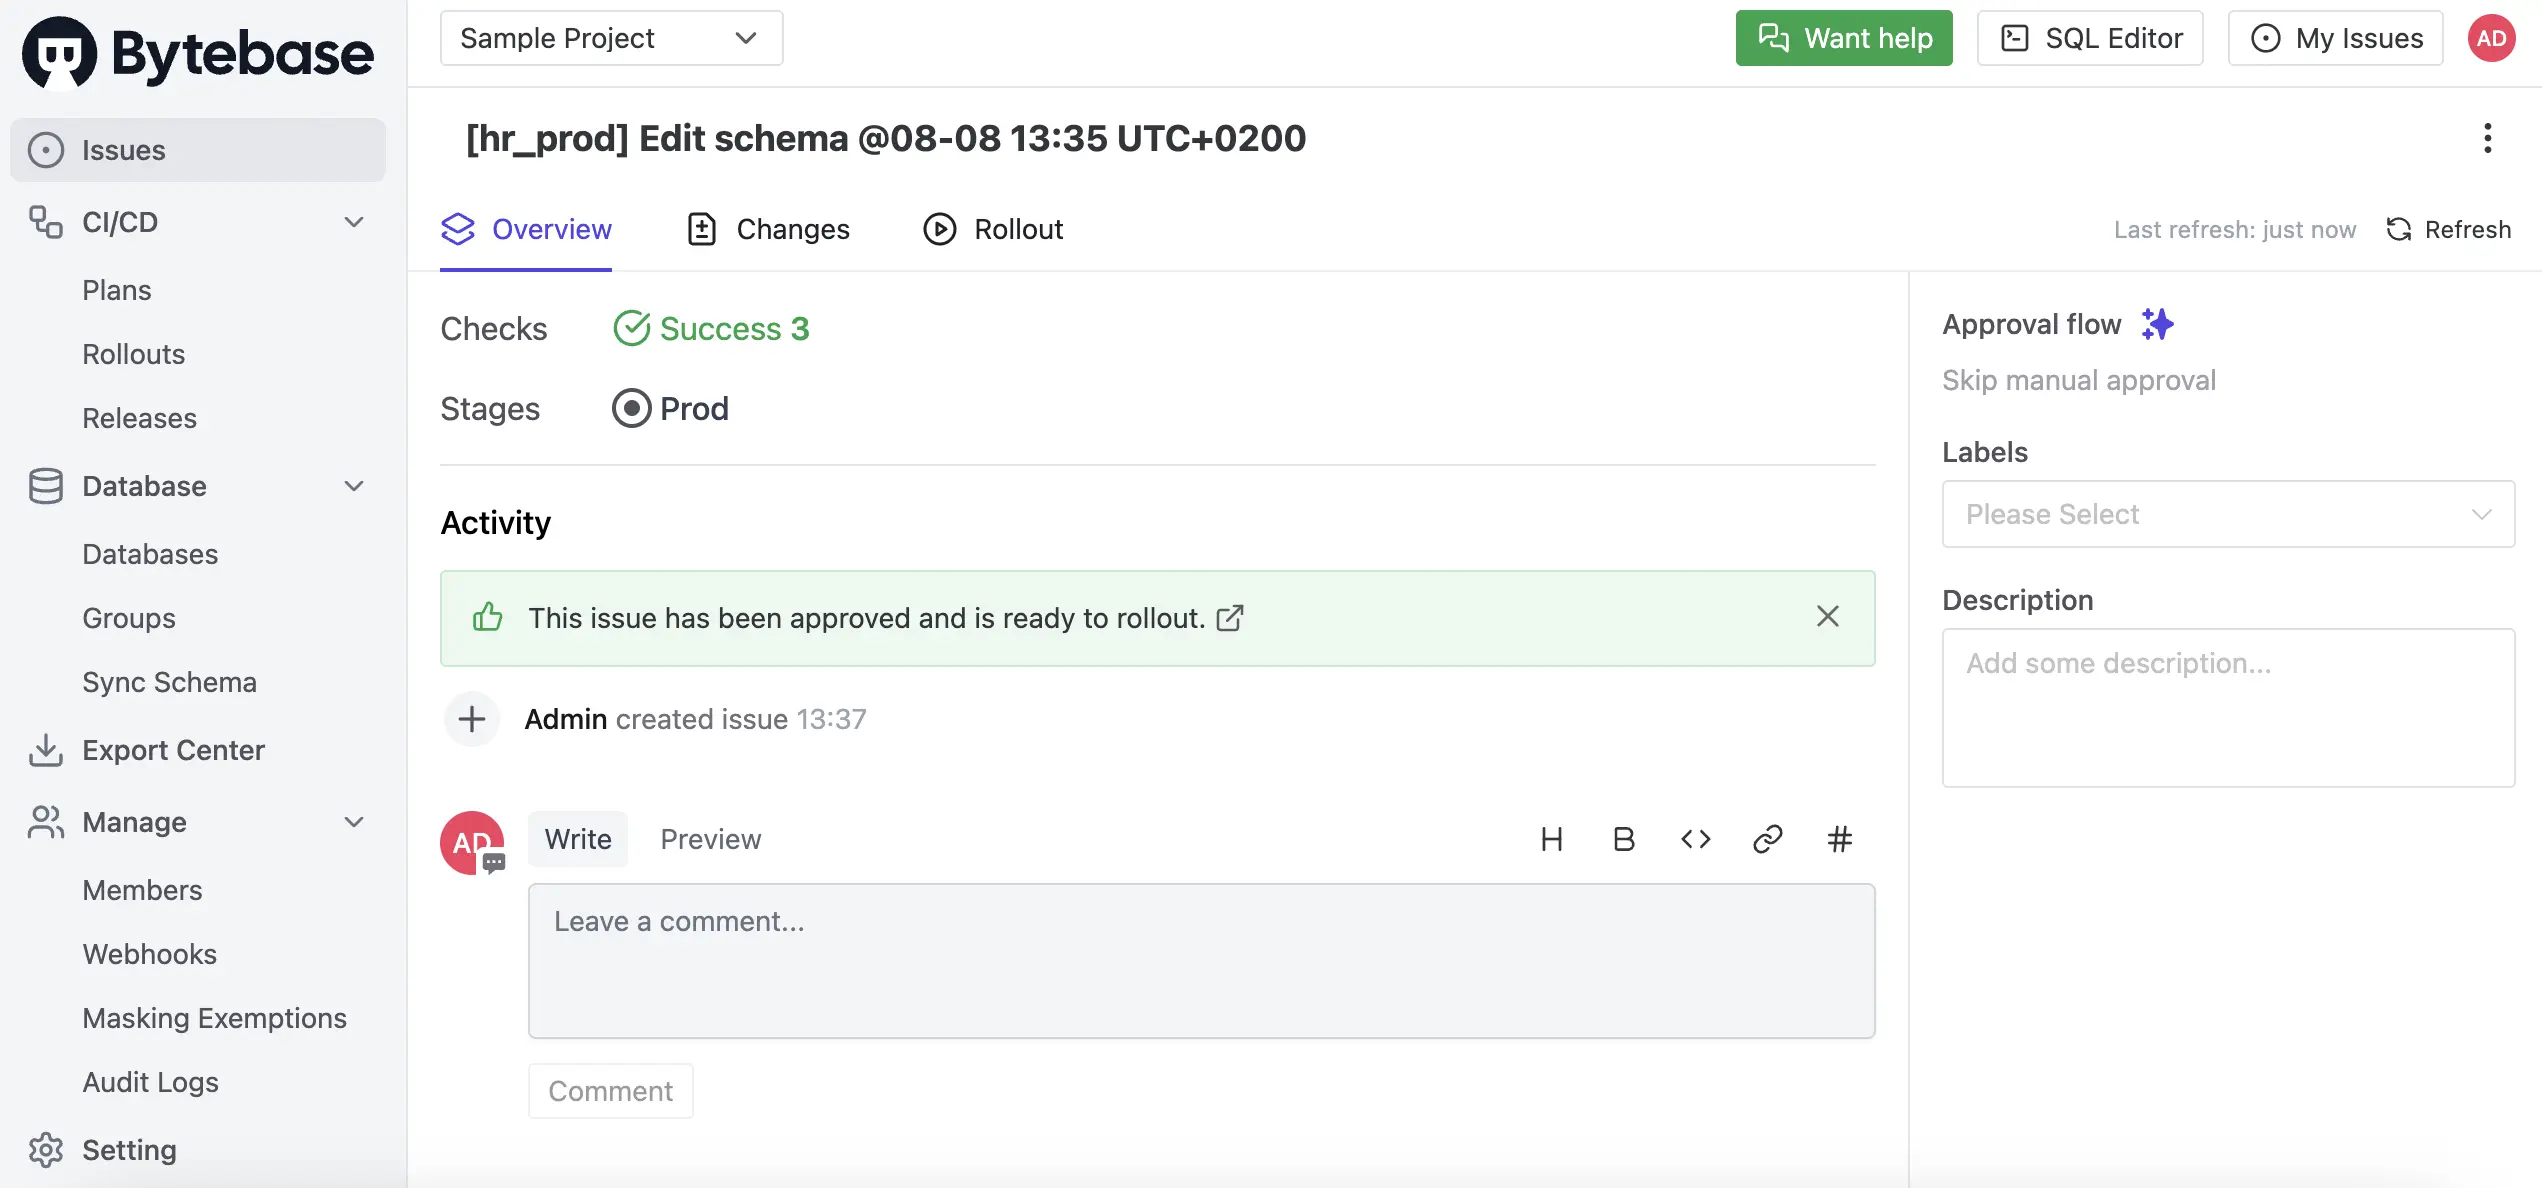 Bytebase
Issues
CI/CD
Plans
Rollouts
Releases
Database
Databases
Groups
Sync Schema
Export Center
Manage
Members
Webhooks
Masking Exemptions
Audit Logs
Setting
Sample Project
Want help
SQL Editor
My Issues
AD
[hr_prod] Edit schema @08-08 13:35 UTC+0200
Overview
Changes
Rollout
Last refresh: just now
Refresh
Checks
Success 3
Stages
Prod
Activity
This issue has been approved and is ready to rollout.
Admin created issue 13:37
AD
Write
Preview
H
B
<>
#
Leave a comment...
Comment
Approval flow
Skip manual approval
Labels
Please Select
Description
Add some description...